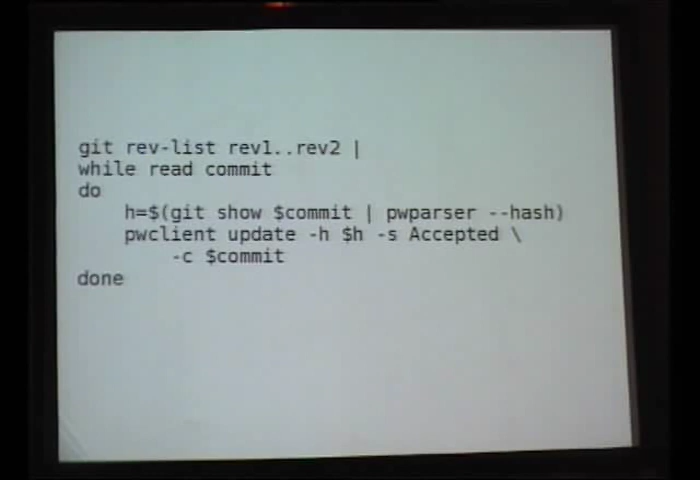 git rev-list rev1..rev2 |
while read commit
do
    h=$(git show $commit | pwparser --hash)
    pwclient update -h $h -s Accepted \
        -c $commit
done